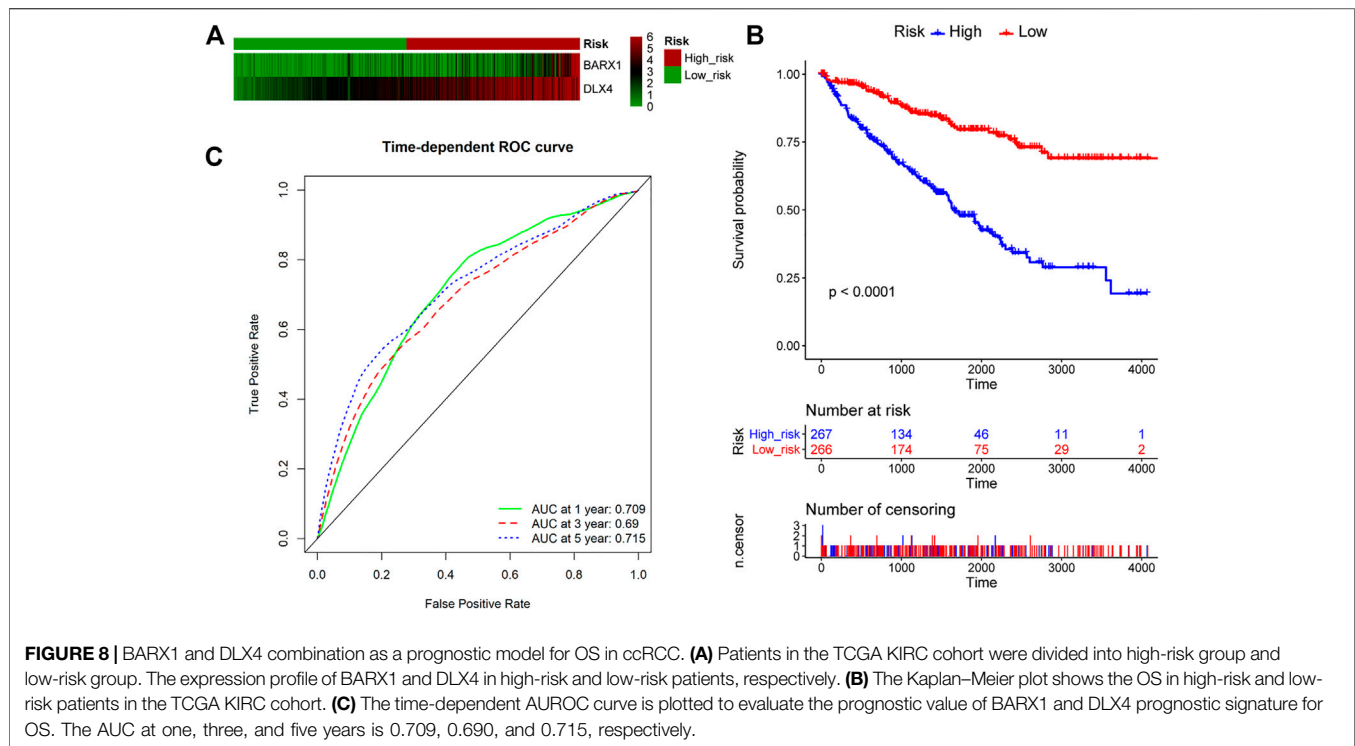 A
Risk
BARX1
DLX4
6
5
4
3
2
1
0
Risk
High_risk
Low_risk
B
Risk High Low
Survival probability
1.00
0.75
0.50
0.25
0.00
p < 0.0001
0 1000 2000 3000 4000
Time
Number at risk
Risk
High_risk 267 134 46 11 1
Low_risk 266 174 75 29 2
0 1000 2000 3000 4000
Time
Number of censoring
n.censor
3
2
1
0
0 1000 2000 3000 4000
Time
C
Time-dependent ROC curve
True Positive Rate
1.0
0.8
0.6
0.4
0.2
0.0
AUC at 1 year: 0.709
AUC at 3 year: 0.69
AUC at 5 year: 0.715
0.0 0.2 0.4 0.6 0.8 1.0
False Positive Rate
FIGURE 8 | BARX1 and DLX4 combination as a prognostic model for OS in ccRCC. (A) Patients in the TCGA KIRC cohort were divided into high-risk group and
low-risk group. The expression profile of BARX1 and DLX4 in high-risk and low-risk patients, respectively. (B) The Kaplan–Meier plot shows the OS in high-risk and low-
risk patients in the TCGA KIRC cohort. (C) The time-dependent AUROC curve is plotted to evaluate the prognostic value of BARX1 and DLX4 prognostic signature for
OS. The AUC at one, three, and five years is 0.709, 0.690, and 0.715, respectively.